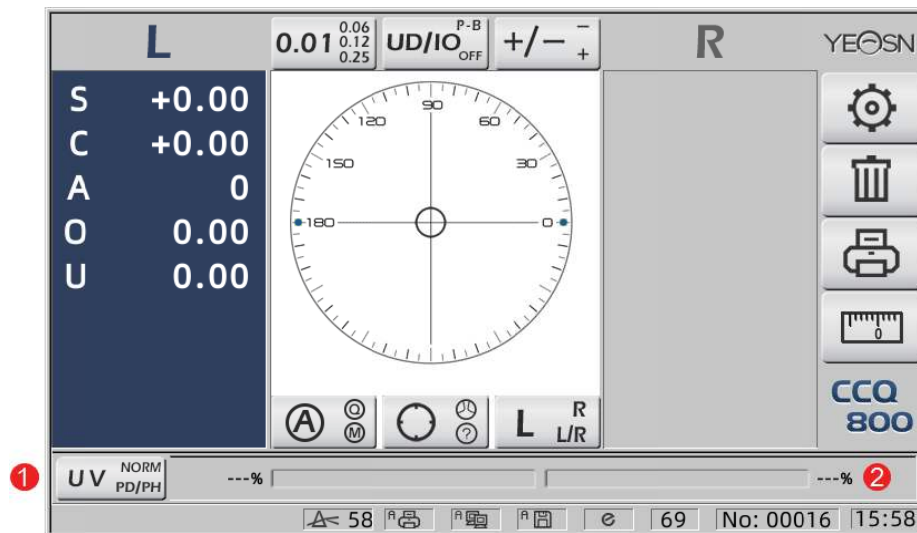 L
0.01 0.06 0.12 0.25
UD/IO P-B OFF
+/− − +
R
YEOSN
S +0.00
C +0.00
A 0
O 0.00
U 0.00
90
120 60
150 30
180 0
0
CCQ
800
A Q M
?
L R L/R
1
UV NORM PD/PH
---%
---%
2
58 A A A e 69 No: 00016 15:58